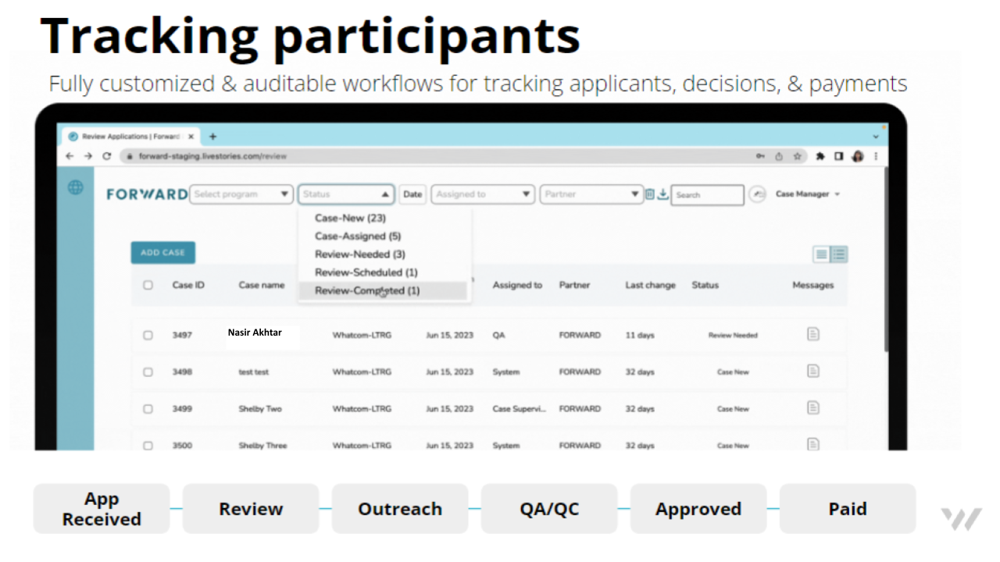 Tracking participants
Fully customized & auditable workflows for tracking applicants, decisions, & payments
Review Applications | Forward
forward-staging.livestories.com/review
FORWARD Select program Status Date Assigned to Partner Search Case Manager
Case-New (23)
Case-Assigned (5)
Review-Needed (3)
Review-Scheduled (1)
Review-Completed (1)
ADD CASE
Case ID Case name Assigned to Partner Last change Status Messages
3497 Nasir Akhtar Whatcom-LTRG Jun 15, 2023 QA FORWARD 11 days Review Needed
3498 test test Whatcom-LTRG Jun 15, 2023 System FORWARD 32 days Case New
3499 Shelby Two Whatcom-LTRG Jun 15, 2023 Case Supervi... FORWARD 32 days Case New
3500 Shelby Three Whatcom-LTRG Jun 15, 2023 System FORWARD 32 days Case New
App Received
Review
Outreach
QA/QC
Approved
Paid